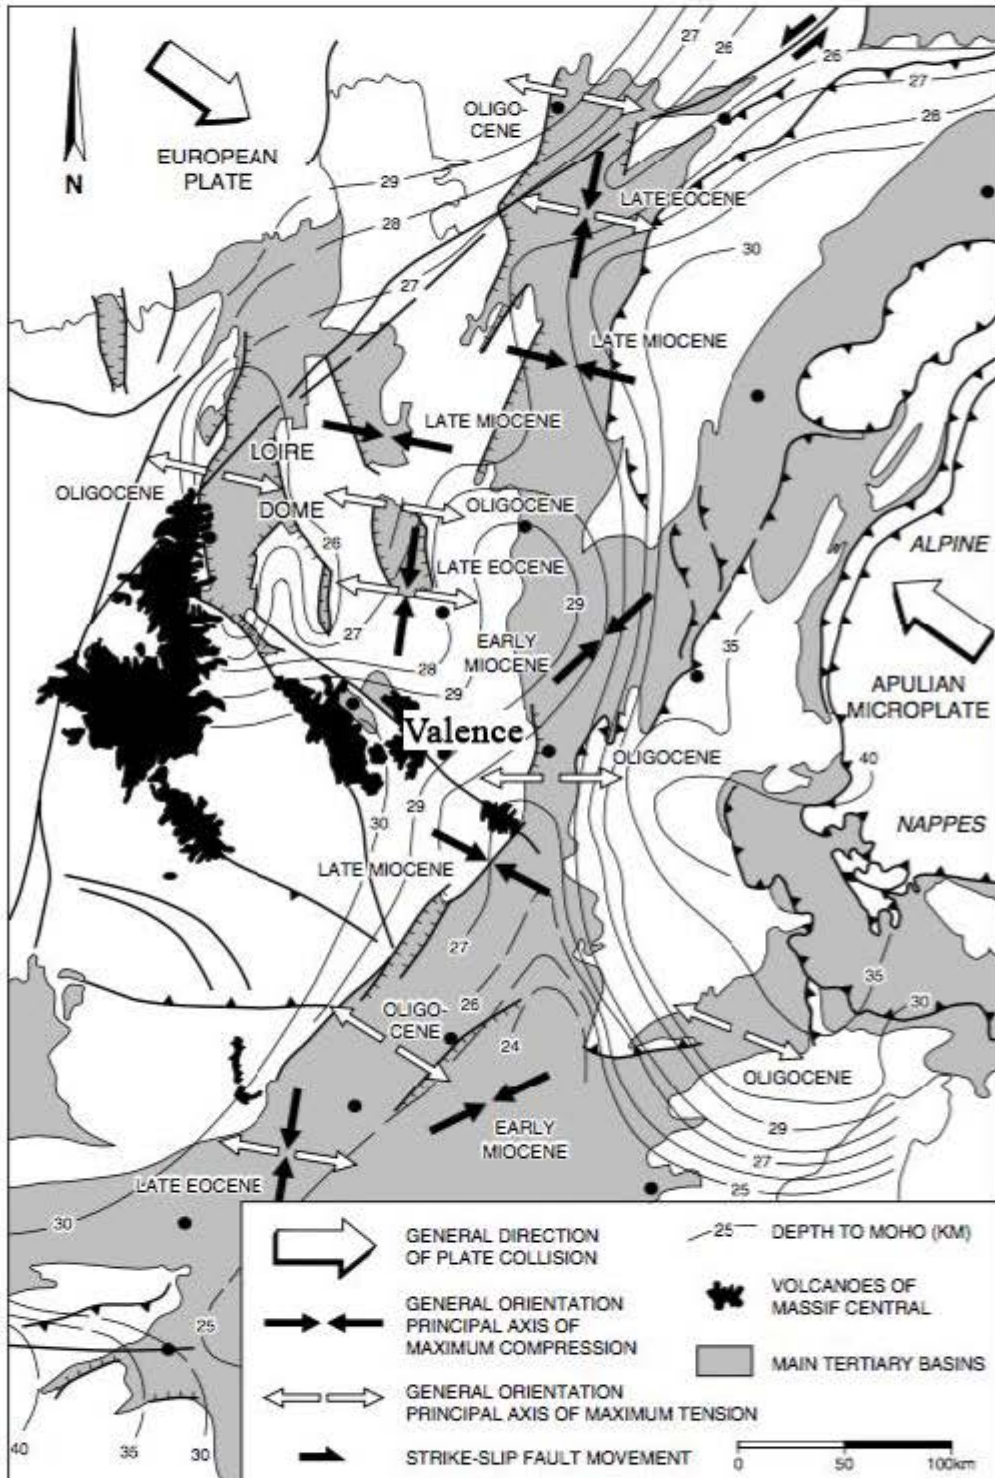 27
26
26
27
28
OLIGO-
CENE
EUROPEAN
PLATE
N
29
28
27
LATE EOCENE
30
LATE MIOCENE
LATE MIOCENE
LOIRE
OLIGOCENE
DOME
OLIGOCENE
26
ALPINE
LATE EOCENE
29
27
EARLY
MIOCENE
28
29
35
APULIAN
MICROPLATE
Valence
OLIGOCENE
40
29
30
NAPPES
LATE MIOCENE
27
35
30
26
OLIGO-
CENE
24
OLIGOCENE
29
EARLY
MIOCENE
27
25
LATE EOCENE
30
25
40
35
30
GENERAL DIRECTION
OF PLATE COLLISION
GENERAL ORIENTATION
PRINCIPAL AXIS OF
MAXIMUM COMPRESSION
GENERAL ORIENTATION
PRINCIPAL AXIS OF MAXIMUM TENSION
STRIKE-SLIP FAULT MOVEMENT
25 DEPTH TO MOHO (KM)
VOLCANOES OF
MASSIF CENTRAL
MAIN TERTIARY BASINS
0 50 100km